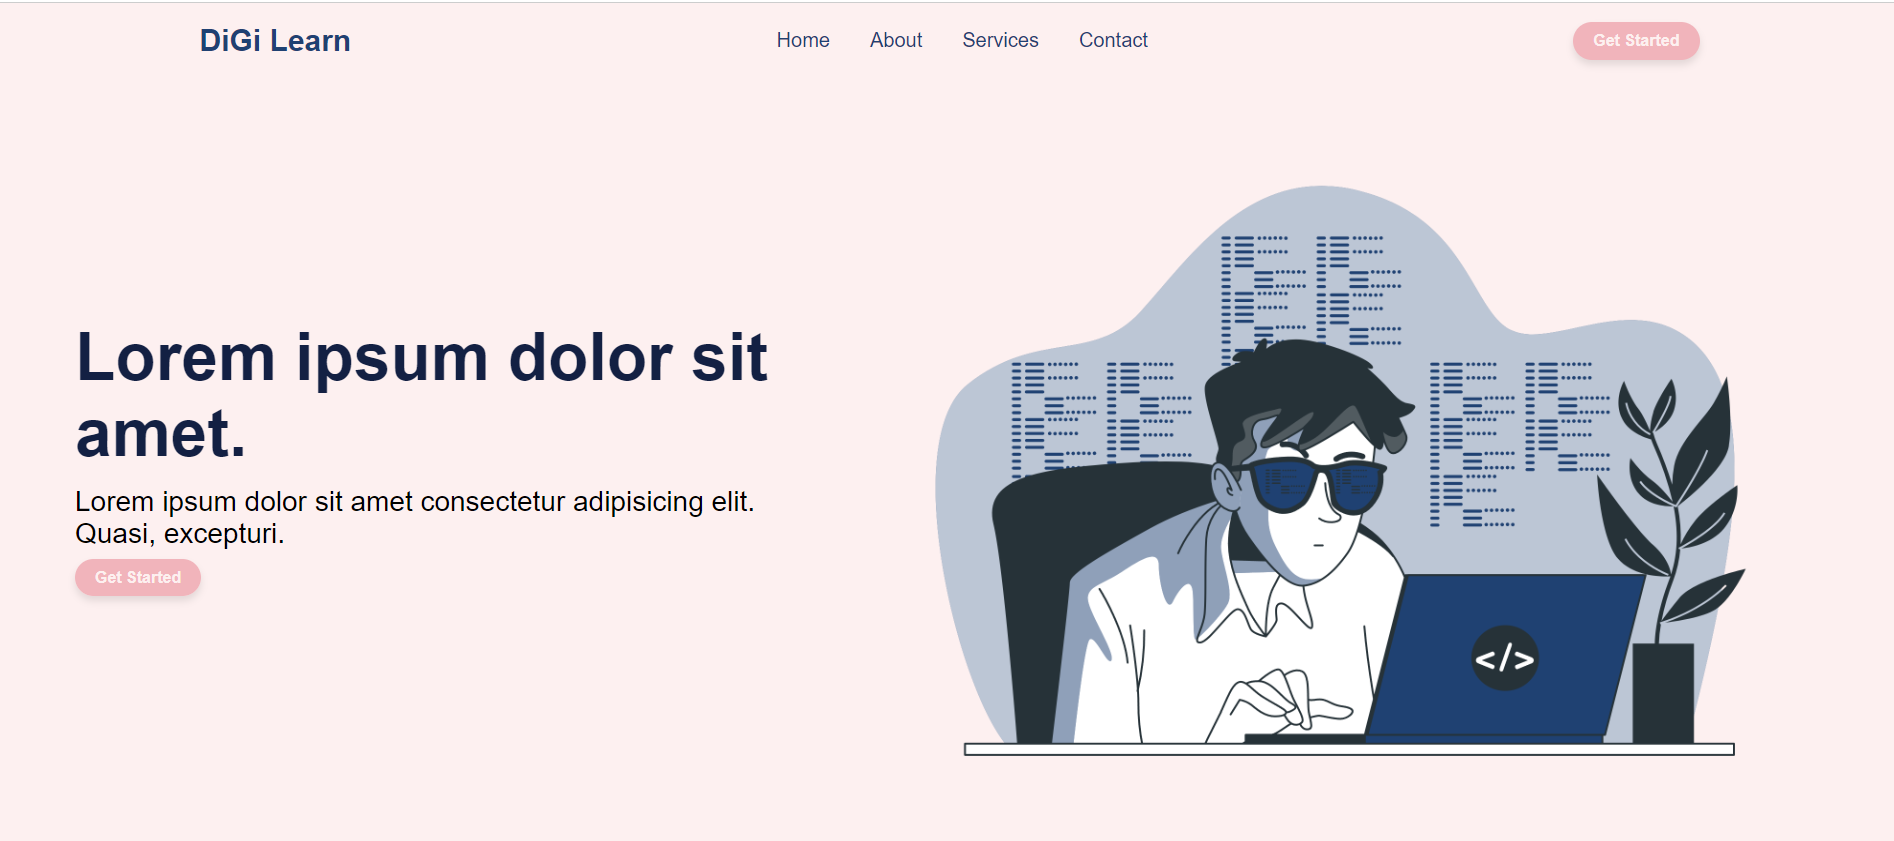 DiGi Learn
Home About Services Contact
Get Started
Lorem ipsum dolor sit
amet.
Lorem ipsum dolor sit amet consectetur adipisicing elit.
Quasi, excepturi.
Get Started
</>